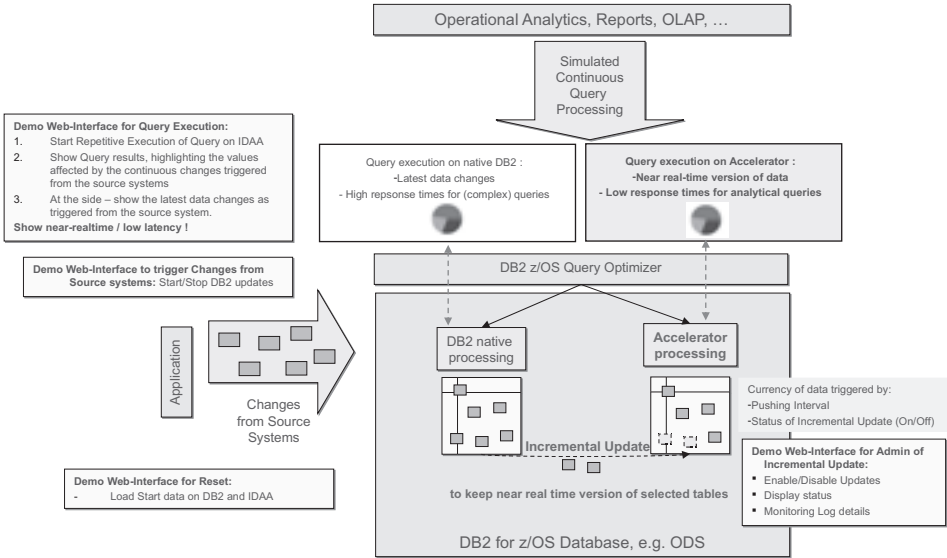 Operational Analytics, Reports, OLAP, …
Simulated
Continuous
Query
Processing
Demo Web-Interface for Query Execution:
1. Start Repetitive Execution of Query on IDAA
2. Show Query results, highlighting the values
affected by the continuous changes triggered
from the source systems
3. At the side – show the latest data changes as
triggered from the source system.
Show near-realtime / low latency !
Query execution on native DB2 :
-Latest data changes
- High repsonse times for (complex) queries
Query execution on Accelerator :
-Near real-time version of data
- Low response times for analytical queries
Demo Web-Interface to trigger Changes from
Source systems: Start/Stop DB2 updates
DB2 z/OS Query Optimizer
Application
Changes
from Source
Systems
DB2 native
processing
Accelerator
processing
Currency of data triggered by:
-Pushing Interval
-Status of Incremental Update (On/Off)
Incremental Update
to keep near real time version of selected tables
Demo Web-Interface for Admin of
Incremental Update:
▪ Enable/Disable Updates
▪ Display status
▪ Monitoring Log details
Demo Web-Interface for Reset:
- Load Start data on DB2 and IDAA
DB2 for z/OS Database, e.g. ODS